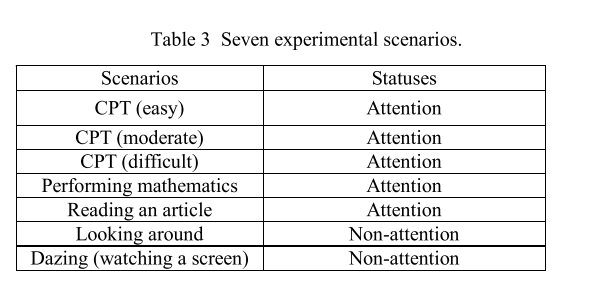 Table 3 Seven experimental scenarios.
Scenarios Statuses
CPT (easy) Attention
CPT (moderate) Attention
CPT (difficult) Attention
Performing mathematics Attention
Reading an article Attention
Looking around Non-attention
Dazing (watching a screen) Non-attention